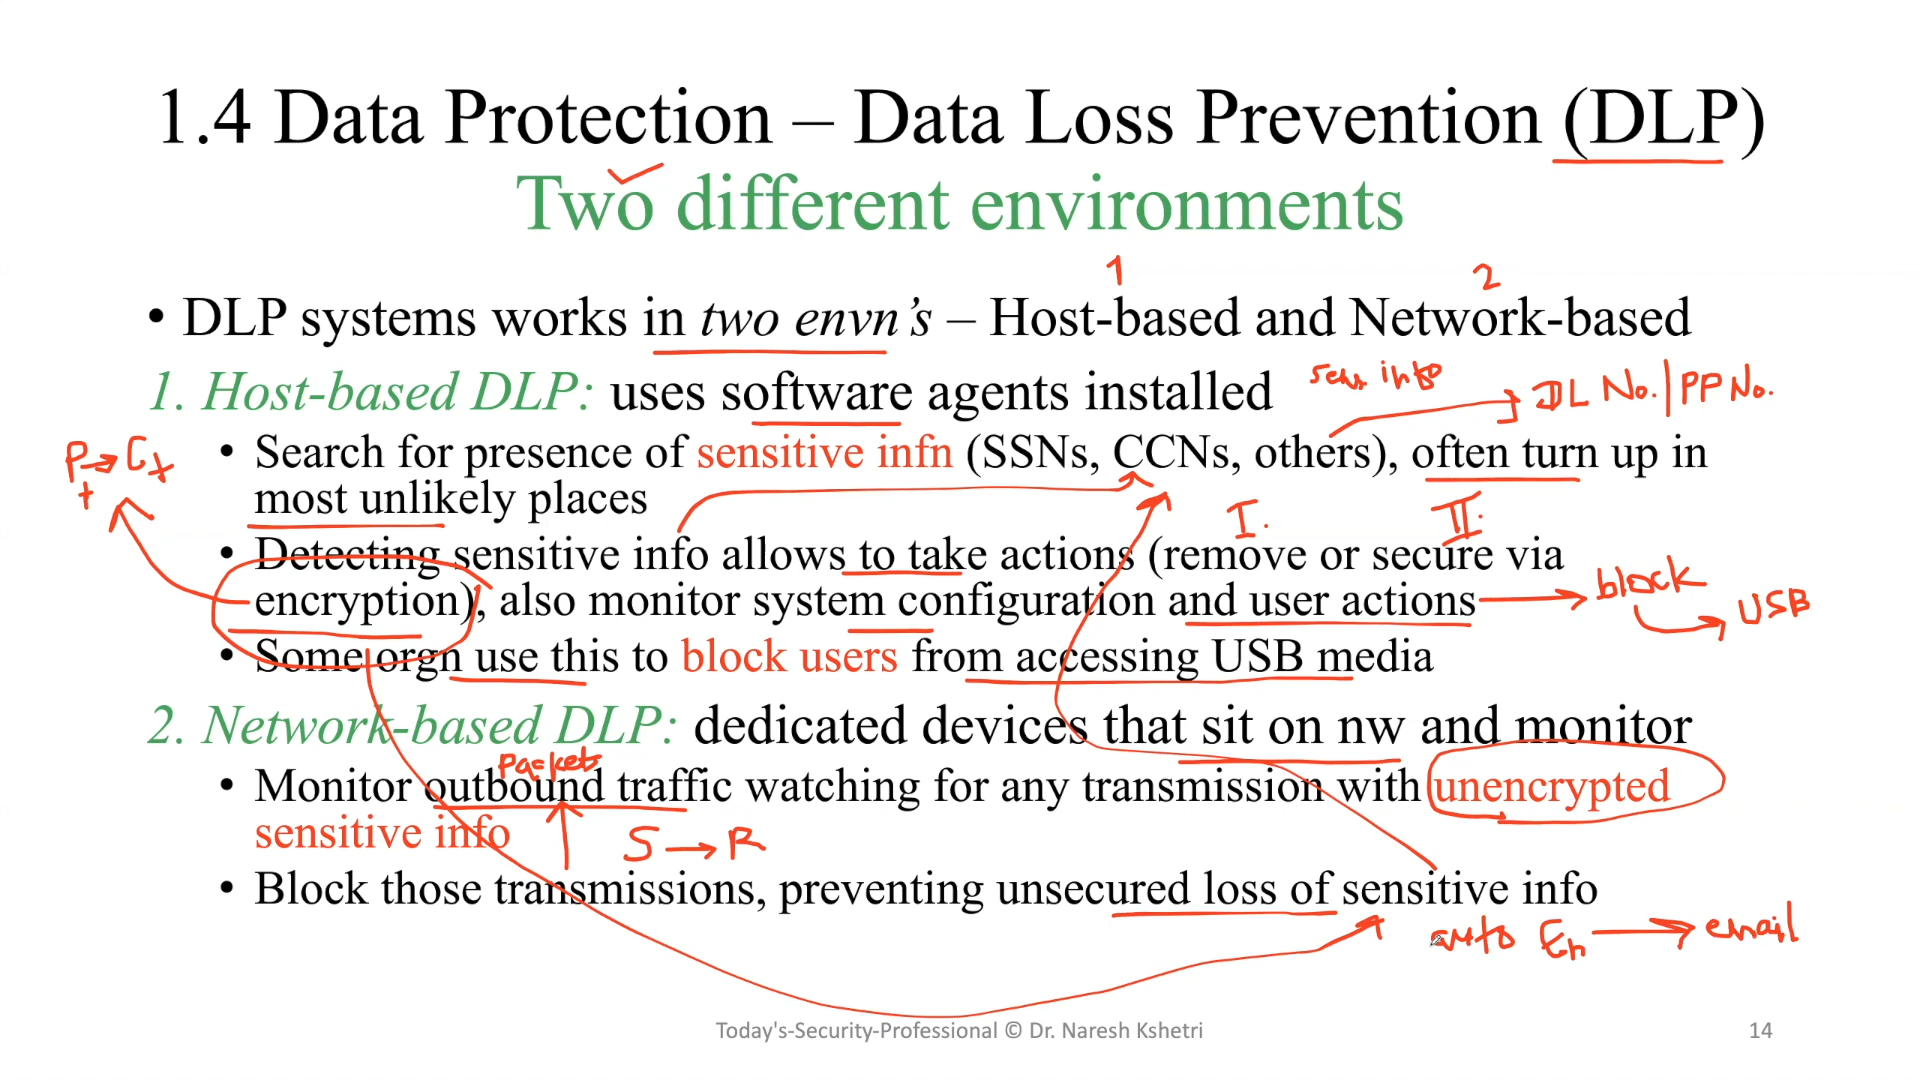 1.4 Data Protection – Data Loss Prevention (DLP)
Two different environments
1 2
• DLP systems works in two envn's – Host-based and Network-based
sens info
1. Host-based DLP: uses software agents installed
DL No. | PP No.
P → C
• Search for presence of sensitive infn (SSNs, CCNs, others), often turn up in
most unlikely places
I. II.
• Detecting sensitive info allows to take actions (remove or secure via
encryption), also monitor system configuration and user actions
block
USB
• Some orgn use this to block users from accessing USB media
2. Network-based DLP: dedicated devices that sit on nw and monitor
Packets
• Monitor outbound traffic watching for any transmission with unencrypted
sensitive info
S → R
• Block those transmissions, preventing unsecured loss of sensitive info
auto En → email
Today's-Security-Professional © Dr. Naresh Kshetri
14